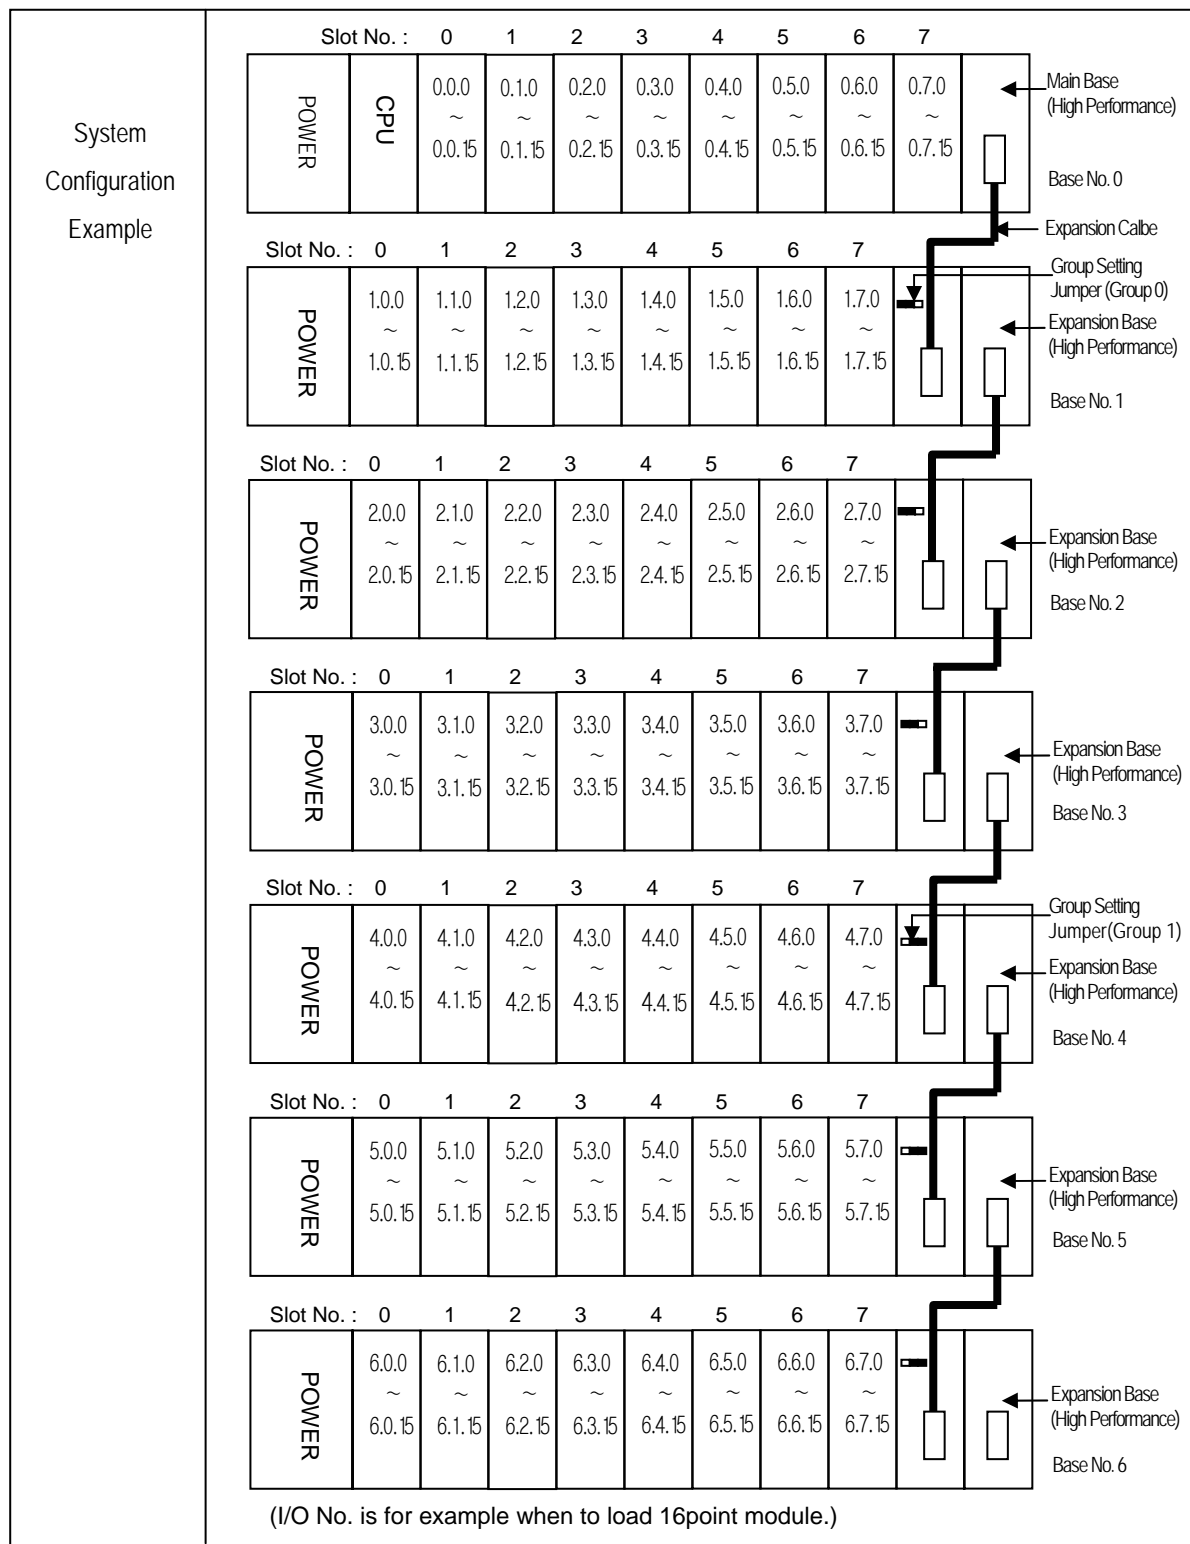 System
Configuration
Example
Slot No. : 0 1 2 3 4 5 6 7
POWER
CPU
0.0.0 0.1.0 0.2.0 0.3.0 0.4.0 0.5.0 0.6.0 0.7.0
~ ~ ~ ~ ~ ~ ~ ~
0.0.15 0.1.15 0.2.15 0.3.15 0.4.15 0.5.15 0.6.15 0.7.15
Main Base
(High Performance)
Base No. 0
Expansion Calbe
Slot No. : 0 1 2 3 4 5 6 7
POWER
1.0.0 1.1.0 1.2.0 1.3.0 1.4.0 1.5.0 1.6.0 1.7.0
~ ~ ~ ~ ~ ~ ~ ~
1.0.15 1.1.15 1.2.15 1.3.15 1.4.15 1.5.15 1.6.15 1.7.15
Group Setting
Jumper (Group 0)
Expansion Base
(High Performance)
Base No. 1
Slot No. : 0 1 2 3 4 5 6 7
POWER
2.0.0 2.1.0 2.2.0 2.3.0 2.4.0 2.5.0 2.6.0 2.7.0
~ ~ ~ ~ ~ ~ ~ ~
2.0.15 2.1.15 2.2.15 2.3.15 2.4.15 2.5.15 2.6.15 2.7.15
Expansion Base
(High Performance)
Base No. 2
Slot No. : 0 1 2 3 4 5 6 7
POWER
3.0.0 3.1.0 3.2.0 3.3.0 3.4.0 3.5.0 3.6.0 3.7.0
~ ~ ~ ~ ~ ~ ~ ~
3.0.15 3.1.15 3.2.15 3.3.15 3.4.15 3.5.15 3.6.15 3.7.15
Expansion Base
(High Performance)
Base No. 3
Slot No. : 0 1 2 3 4 5 6 7
POWER
4.0.0 4.1.0 4.2.0 4.3.0 4.4.0 4.5.0 4.6.0 4.7.0
~ ~ ~ ~ ~ ~ ~ ~
4.0.15 4.1.15 4.2.15 4.3.15 4.4.15 4.5.15 4.6.15 4.7.15
Group Setting
Jumper(Group 1)
Expansion Base
(High Performance)
Base No. 4
Slot No. : 0 1 2 3 4 5 6 7
POWER
5.0.0 5.1.0 5.2.0 5.3.0 5.4.0 5.5.0 5.6.0 5.7.0
~ ~ ~ ~ ~ ~ ~ ~
5.0.15 5.1.15 5.2.15 5.3.15 5.4.15 5.5.15 5.6.15 5.7.15
Expansion Base
(High Performance)
Base No. 5
Slot No. : 0 1 2 3 4 5 6 7
POWER
6.0.0 6.1.0 6.2.0 6.3.0 6.4.0 6.5.0 6.6.0 6.7.0
~ ~ ~ ~ ~ ~ ~ ~
6.0.15 6.1.15 6.2.15 6.3.15 6.4.15 6.5.15 6.6.15 6.7.15
Expansion Base
(High Performance)
Base No. 6
(I/O No. is for example when to load 16point module.)